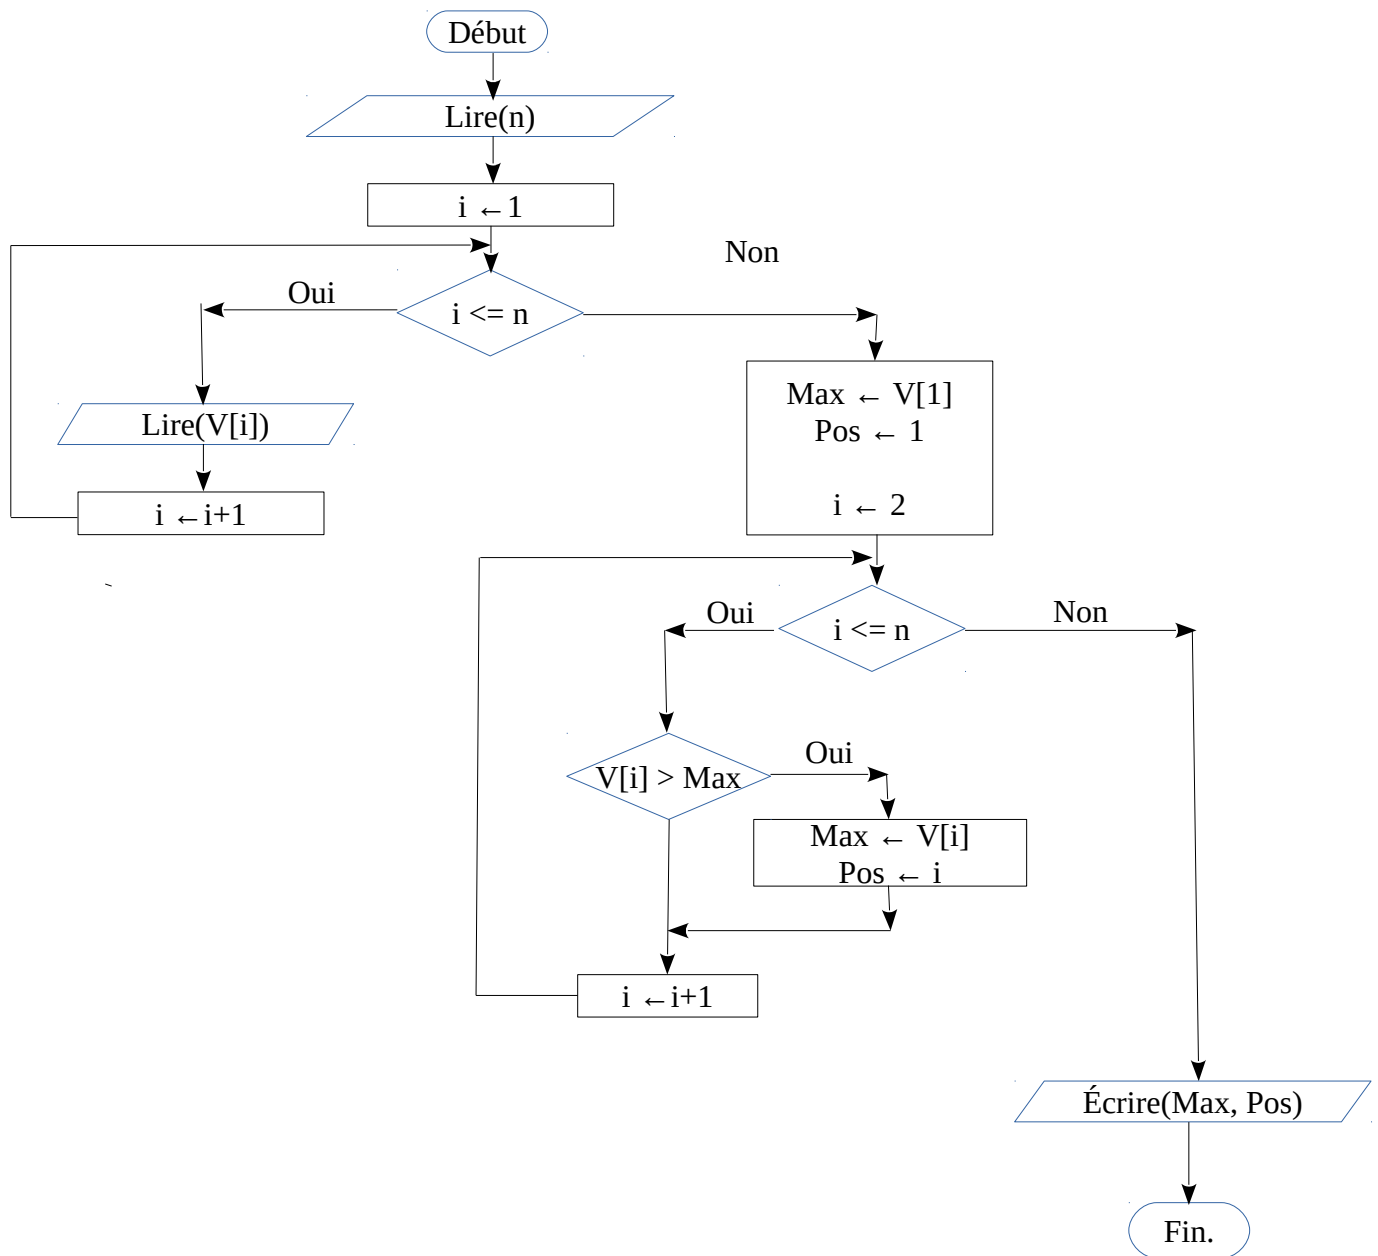 Début
Lire(n)
i ←1
Non
Oui
i <= n
Lire(V[i])
i ←i+1
Max ← V[1]
Pos ← 1
i ← 2
Oui
i <= n
Non
V[i] > Max
Oui
Max ← V[i]
Pos ← i
i ←i+1
Écrire(Max, Pos)
Fin.